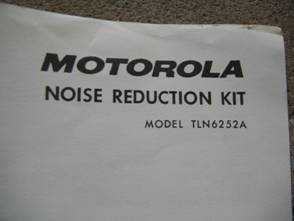 MOTOROLA
NOISE REDUCTION KIT
MODEL TLN6252A